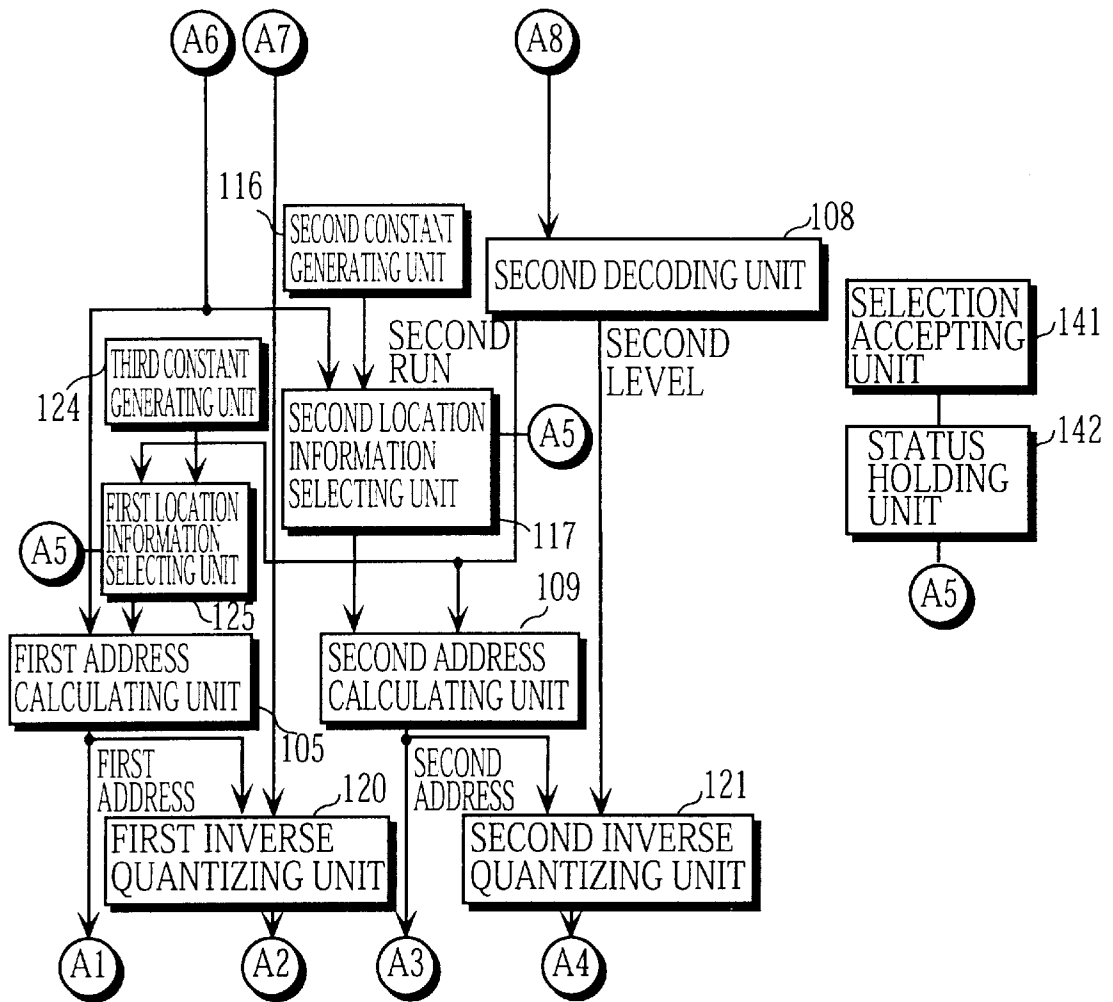 A6
A7
A8
116
SECOND CONSTANT
GENERATING UNIT
108
SECOND DECODING UNIT
SELECTION
ACCEPTING
UNIT
141
SECOND
RUN
SECOND
LEVEL
THIRD CONSTANT
GENERATING UNIT
124
SECOND LOCATION
INFORMATION
SELECTING UNIT
A5
117
STATUS
HOLDING
UNIT
142
FIRST LOCATION
INFORMATION
SELECTING UNIT
A5
125
A5
109
FIRST ADDRESS
CALCULATING UNIT
105
SECOND ADDRESS
CALCULATING UNIT
FIRST
ADDRESS
SECOND
ADDRESS
120
FIRST INVERSE
QUANTIZING UNIT
121
SECOND INVERSE
QUANTIZING UNIT
A1
A2
A3
A4